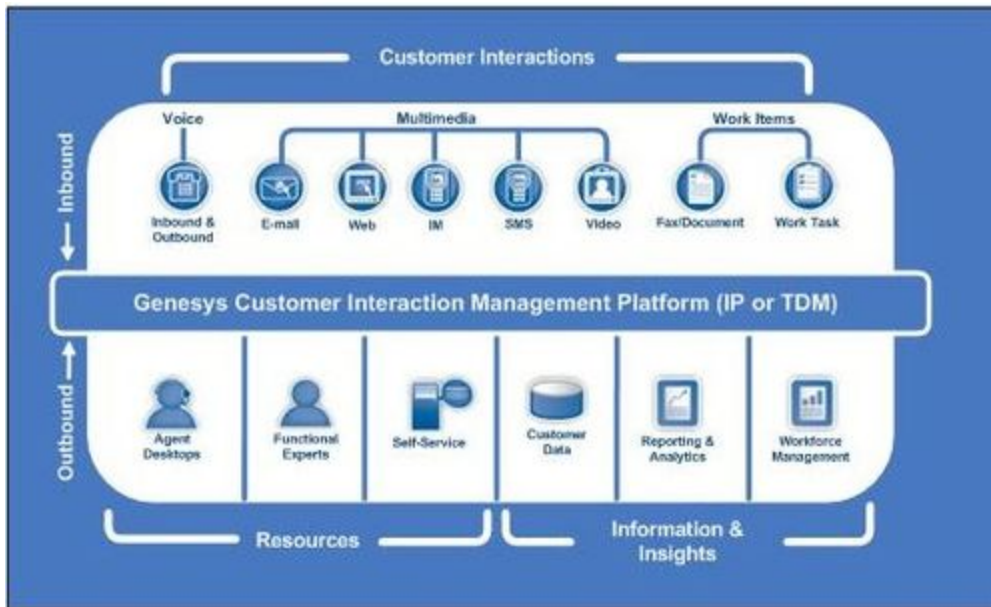 Customer Interactions
Voice
Multimedia
Work Items
Inbound
Inbound &
Outbound
E-mail
Web
IM
SMS
Video
Fax/Document
Work Task
Genesys Customer Interaction Management Platform (IP or TDM)
Outbound
Agent
Desktops
Functional
Experts
Self-Service
Customer
Data
Reporting &
Analytics
Workforce
Management
Resources
Information &
Insights